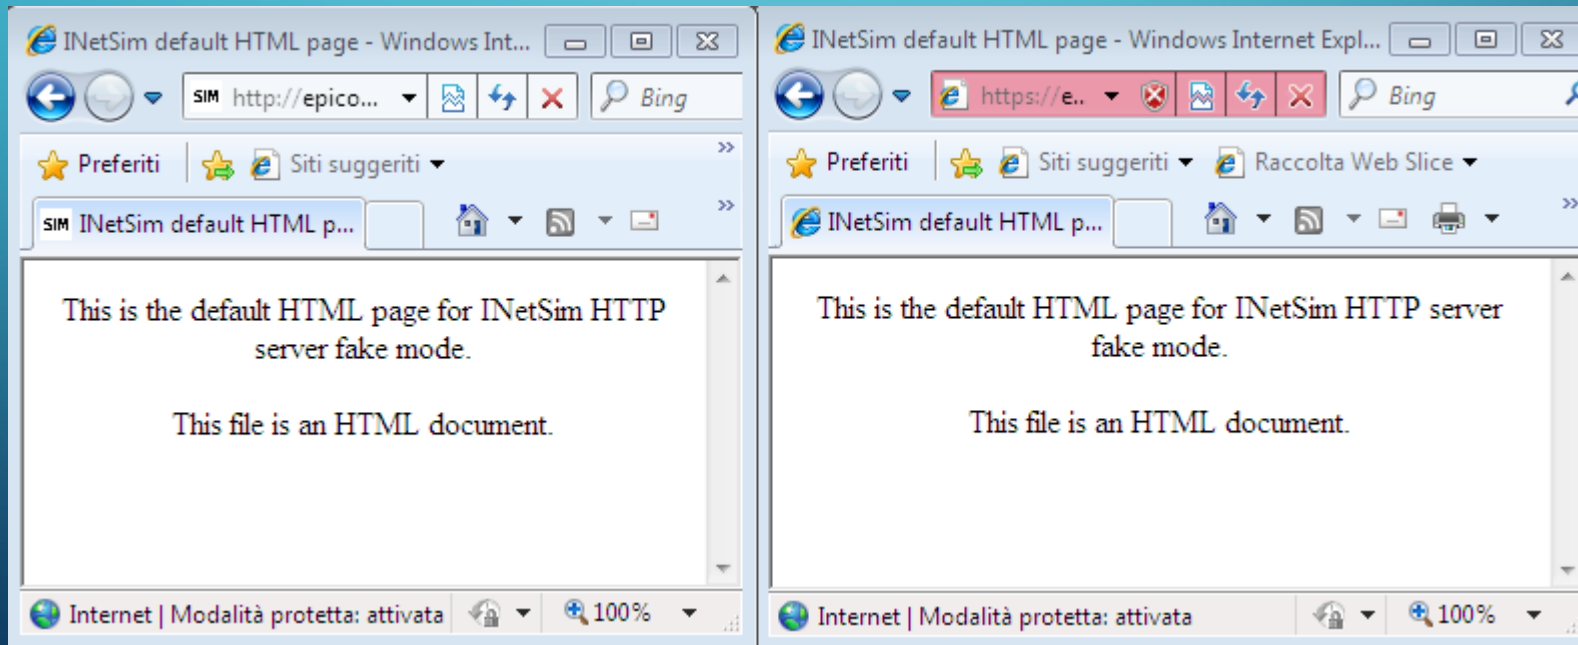 INetSim default HTML page - Windows Int...
SIM http://epico... Bing
Preferiti Siti suggeriti
SIM INetSim default HTML p...
This is the default HTML page for INetSim HTTP
server fake mode.
This file is an HTML document.
Internet | Modalità protetta: attivata 100%
INetSim default HTML page - Windows Internet Expl...
https://e.. Bing
Preferiti Siti suggeriti Raccolta Web Slice
INetSim default HTML p...
This is the default HTML page for INetSim HTTP server
fake mode.
This file is an HTML document.
Internet | Modalità protetta: attivata 100%